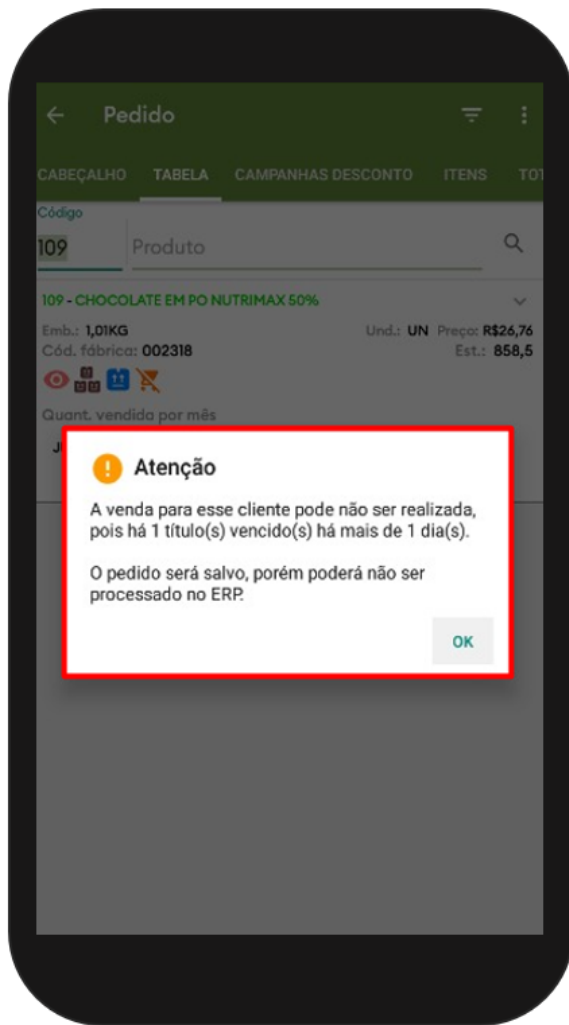 Pedido
CABEÇALHO TABELA CAMPANHAS DESCONTO ITENS TOT
Código
109 Produto
109 - CHOCOLATE EM PO NUTRIMAX 50%
Emb.: 1,01KG Und.: UN Preço: R$26,76
Cód. fábrica: 002318 Est.: 858,5
Quant. vendida por mês
Atenção
A venda para esse cliente pode não ser realizada,
pois há 1 título(s) vencido(s) há mais de 1 dia(s).
O pedido será salvo, porém poderá não ser
processado no ERP.
OK